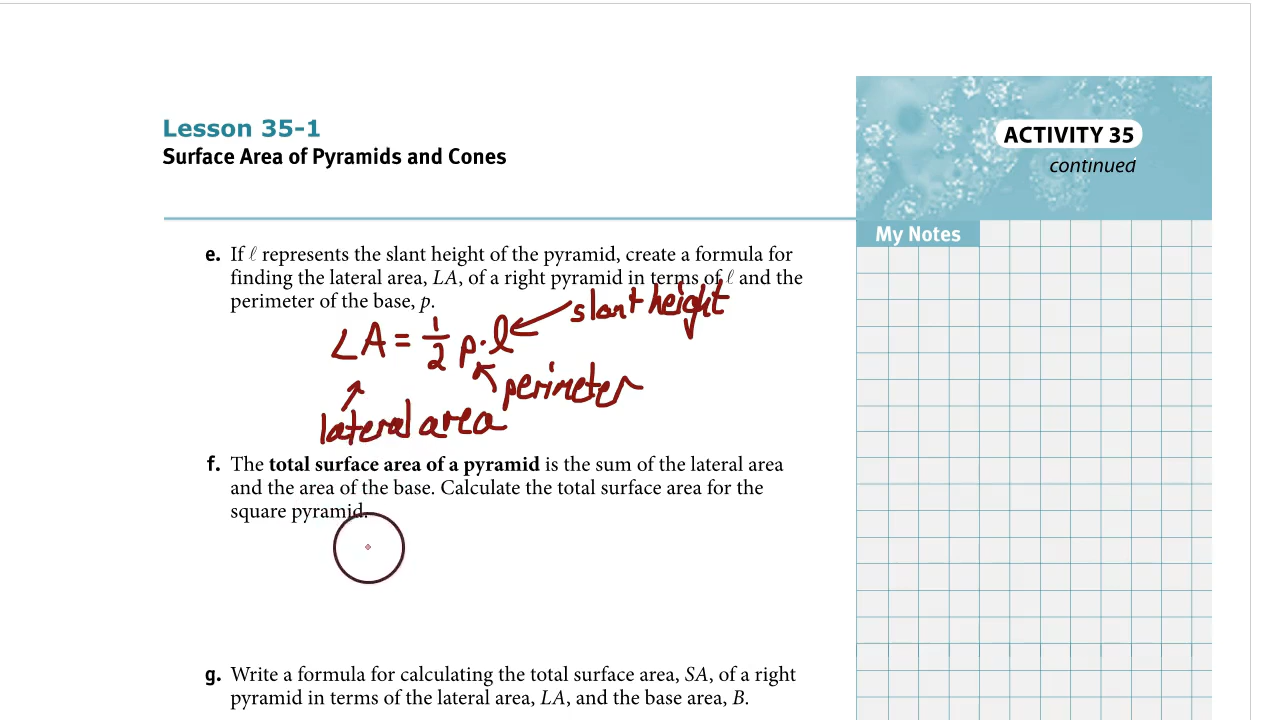 Lesson 35-1
Surface Area of Pyramids and Cones
ACTIVITY 35
continued
My Notes
e. If ℓ represents the slant height of the pyramid, create a formula for
finding the lateral area, LA, of a right pyramid in terms of ℓ and the
perimeter of the base, p.
slant height
LA = 1/2 p · l
perimeter
lateral area
f. The total surface area of a pyramid is the sum of the lateral area
and the area of the base. Calculate the total surface area for the
square pyramid.
g. Write a formula for calculating the total surface area, SA, of a right
pyramid in terms of the lateral area, LA, and the base area, B.